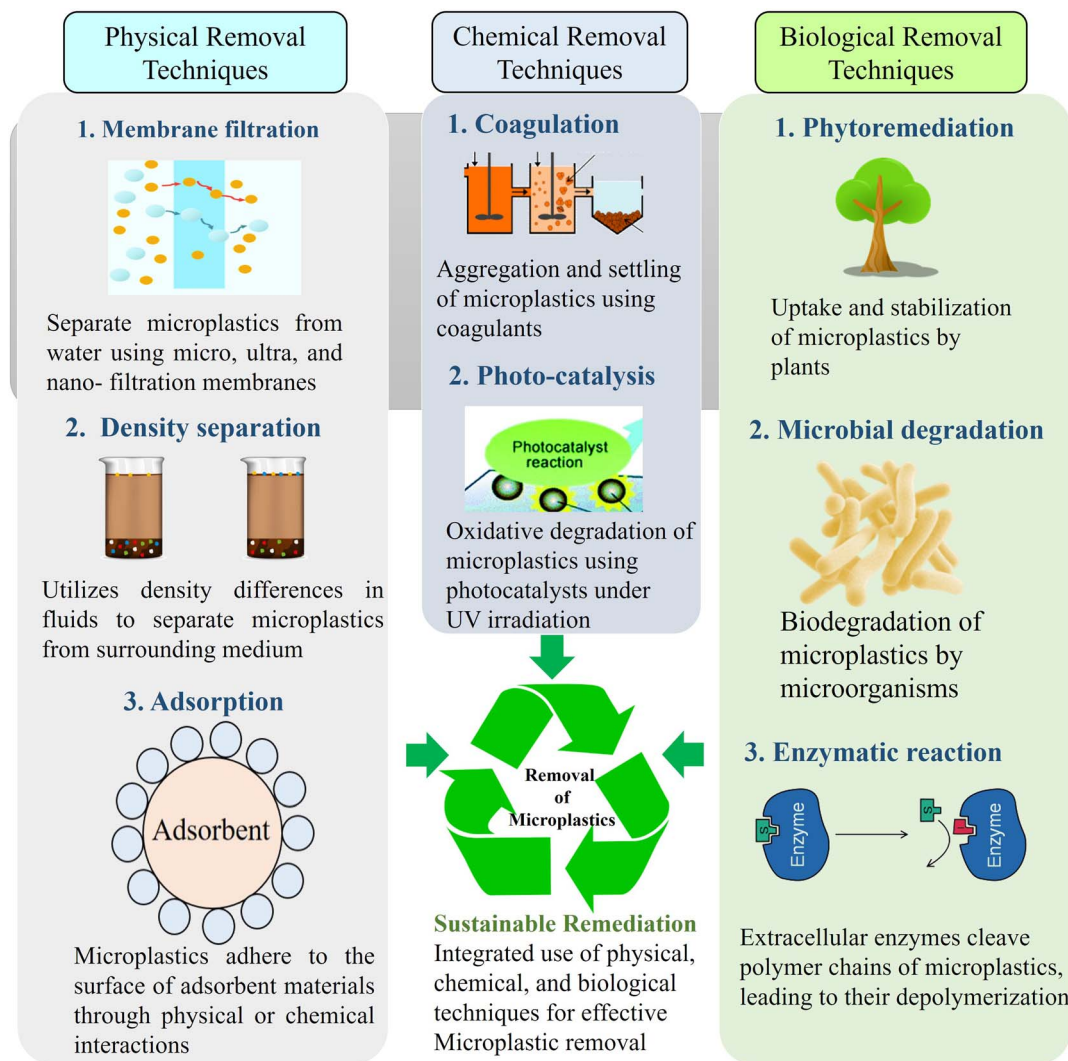 Physical Removal
Techniques
1. Membrane filtration
Separate microplastics from
water using micro, ultra, and
nano- filtration membranes
2. Density separation
Utilizes density differences in
fluids to separate microplastics
from surrounding medium
3. Adsorption
Adsorbent
Microplastics adhere to the
surface of adsorbent materials
through physical or chemical
interactions
Chemical Removal
Techniques
1. Coagulation
Aggregation and settling
of microplastics using
coagulants
2. Photo-catalysis
Photocatalyst
reaction
Oxidative degradation of
microplastics using
photocatalysts under
UV irradiation
Removal
of
Microplastics
Sustainable Remediation
Integrated use of physical,
chemical, and biological
techniques for effective
Microplastic removal
Biological Removal
Techniques
1. Phytoremediation
Uptake and stabilization
of microplastics by
plants
2. Microbial degradation
Biodegradation of
microplastics by
microorganisms
3. Enzymatic reaction
S
Enzyme
S
I
Enzyme
Extracellular enzymes cleave
polymer chains of microplastics,
leading to their depolymerization